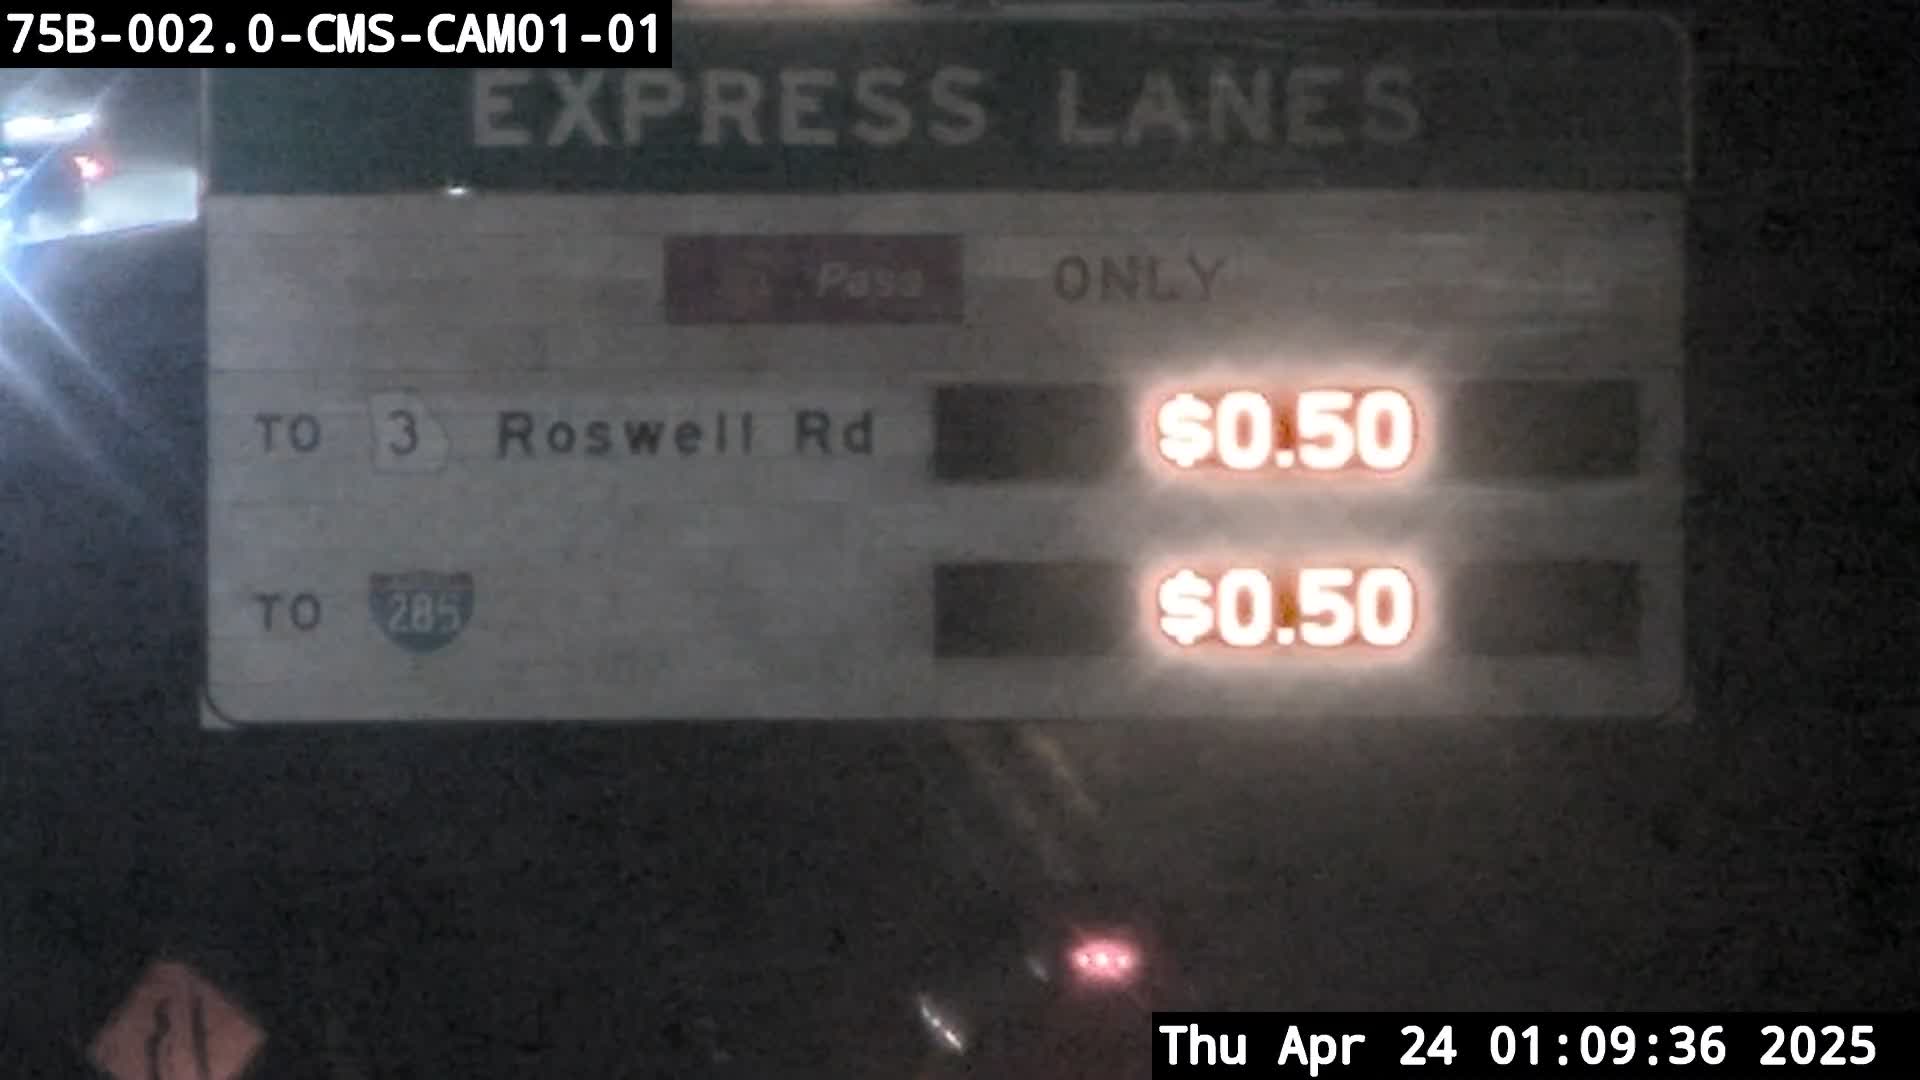 75B-002.0-CMS-CAM01-01
EXPRESS LANES
Pass ONLY
TO 3 Roswell Rd $0.50
TO 285 $0.50
Thu Apr 24 01:09:36 2025